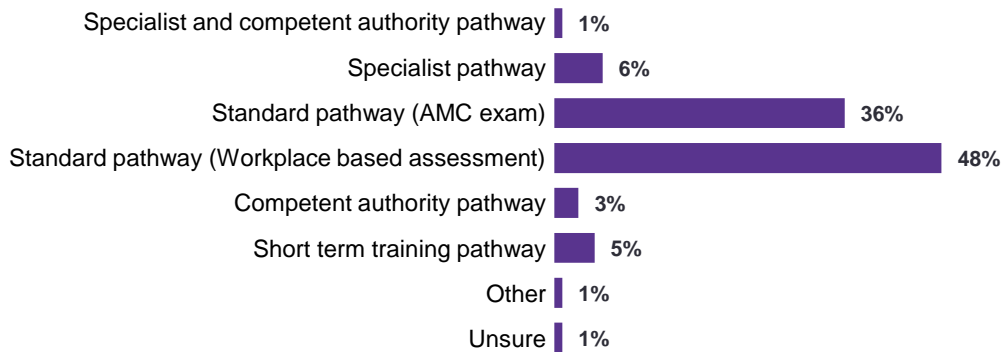 Specialist and competent authority pathway 1%
Specialist pathway 6%
Standard pathway (AMC exam) 36%
Standard pathway (Workplace based assessment) 48%
Competent authority pathway 3%
Short term training pathway 5%
Other 1%
Unsure 1%